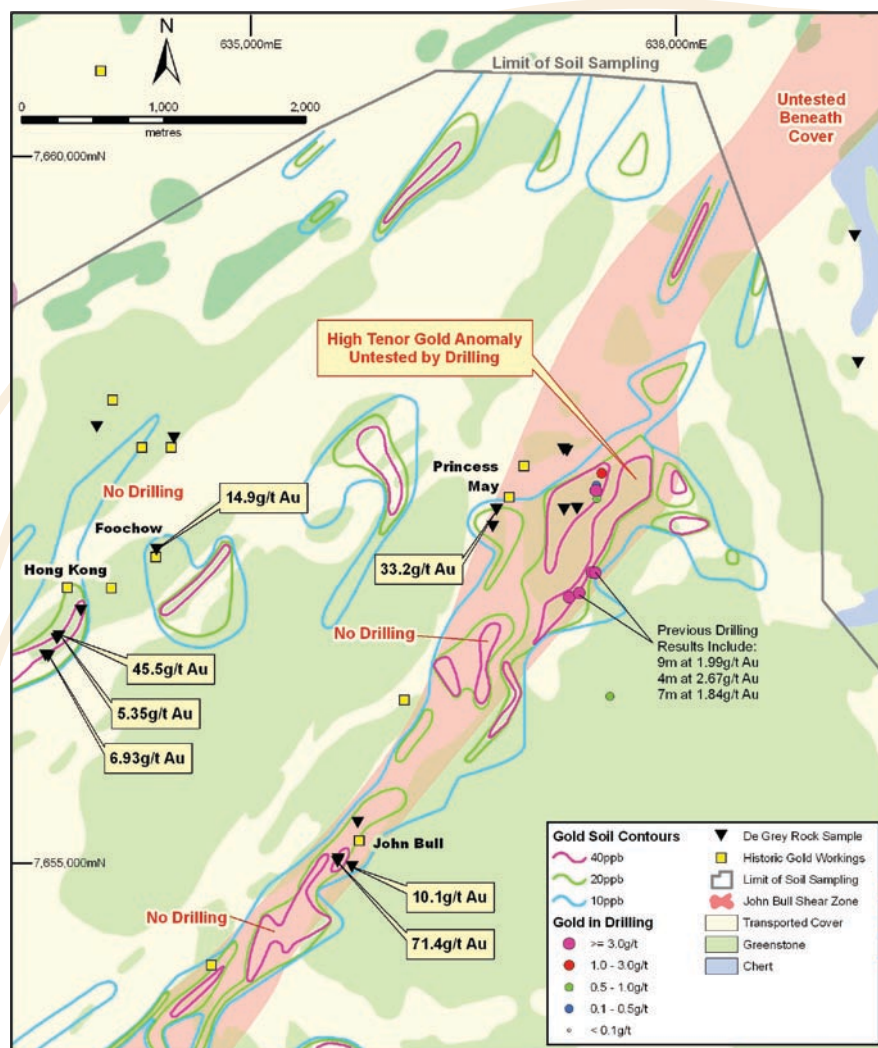 N
635,000mE
638,000mE
Limit of Soil Sampling
0 1,000 2,000
metres
Untested
Beneath
Cover
7,660,000mN
High Tenor Gold Anomaly
Untested by Drilling
Princess
May
No Drilling
14.9g/t Au
Foochow
33.2g/t Au
Hong Kong
No Drilling
Previous Drilling
Results Include:
9m at 1.99g/t Au
4m at 2.67g/t Au
7m at 1.84g/t Au
45.5g/t Au
5.35g/t Au
6.93g/t Au
John Bull
7,655,000mN
10.1g/t Au
No Drilling
71.4g/t Au
Gold Soil Contours
40ppb
20ppb
10ppb
Gold in Drilling
>= 3.0g/t
1.0 - 3.0g/t
0.5 - 1.0g/t
0.1 - 0.5g/t
< 0.1g/t
De Grey Rock Sample
Historic Gold Workings
Limit of Soil Sampling
John Bull Shear Zone
Transported Cover
Greenstone
Chert